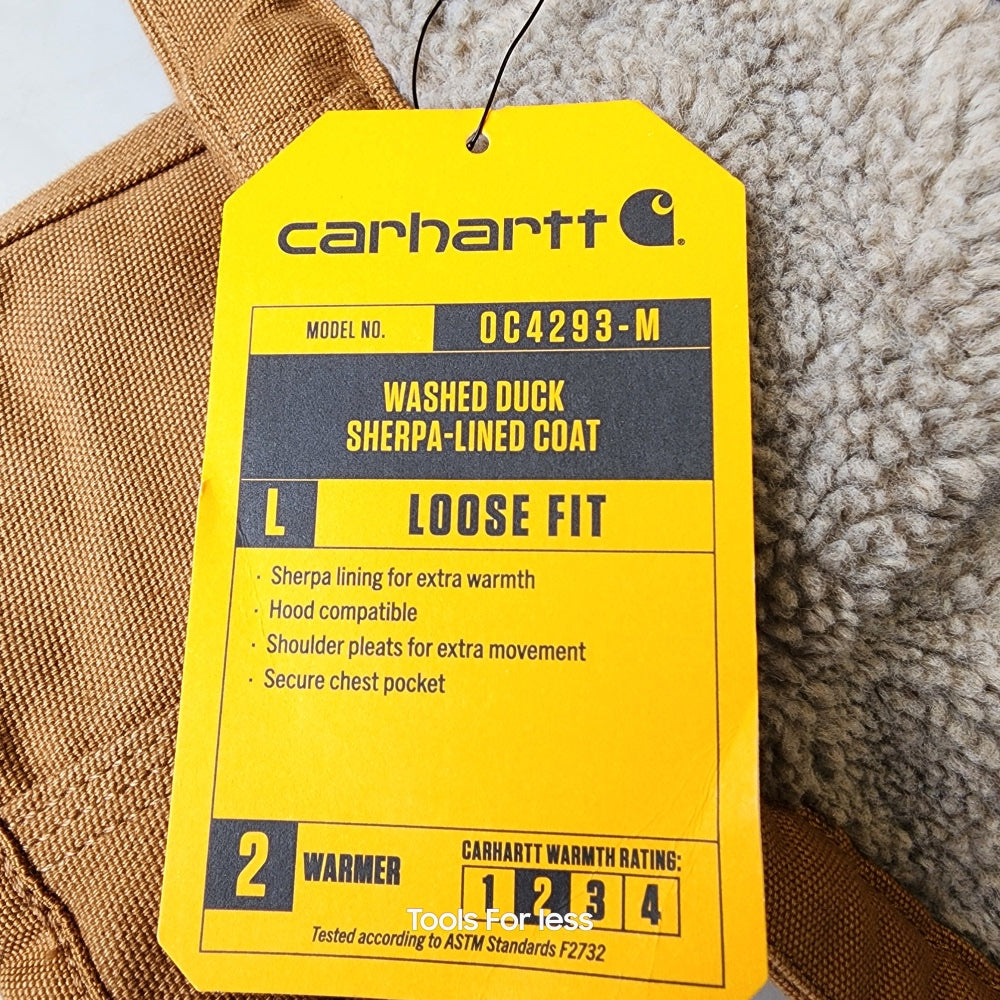 carhartt
MODEL NO. OC4293-M
WASHED DUCK
SHERPA-LINED COAT
L LOOSE FIT
· Sherpa lining for extra warmth
· Hood compatible
· Shoulder pleats for extra movement
· Secure chest pocket
2 WARMER
CARHARTT WARMTH RATING:
1 2 3 4
Tools For less
Tested according to ASTM Standards F2732